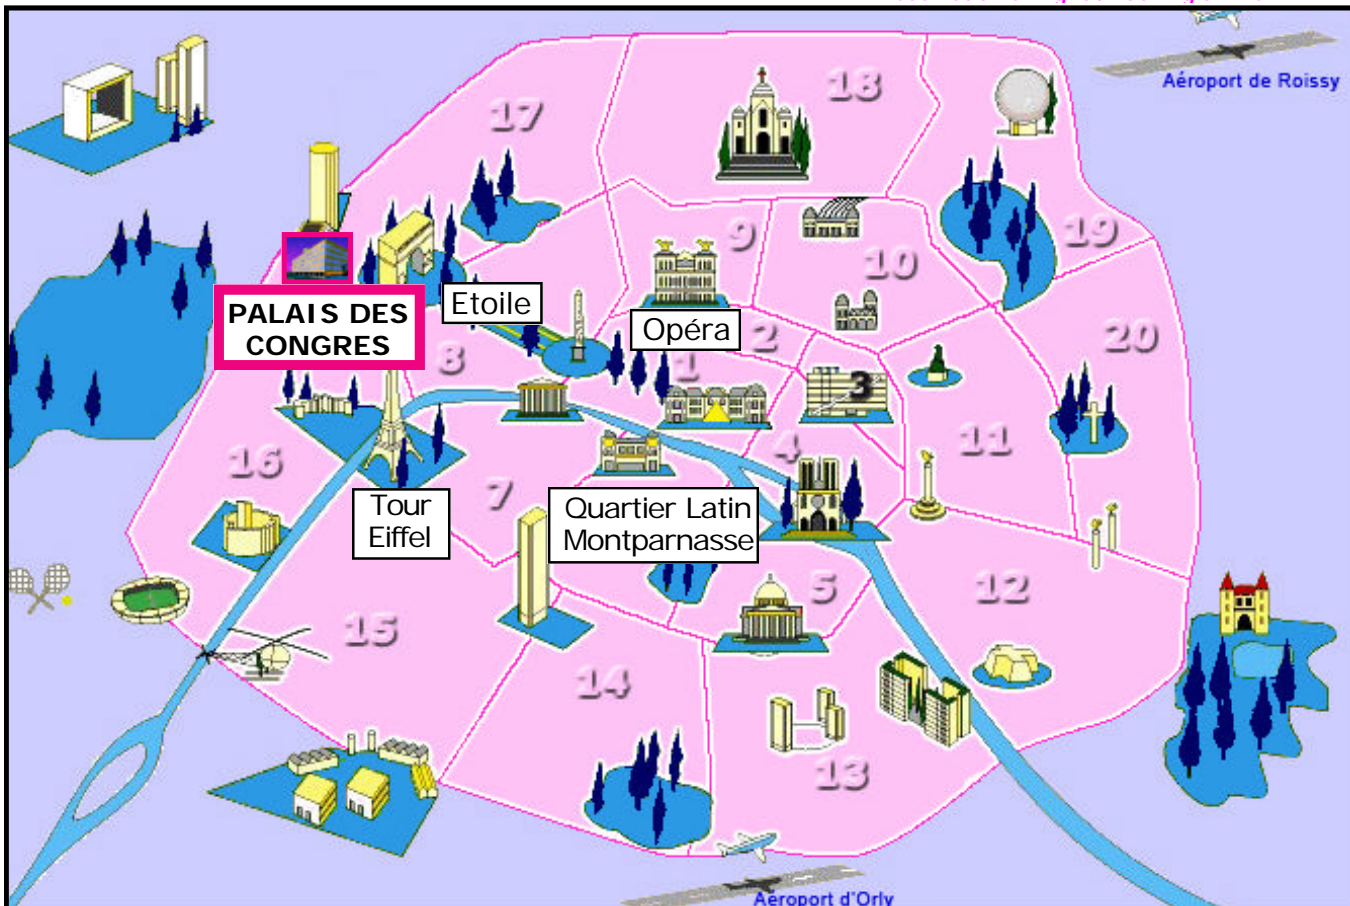 Aéroport de Roissy
17
18
19
9
10
PALAIS DES
CONGRES
Etoile
Opéra
2
20
8
1
3
16
7
4
11
Tour
Eiffel
Quartier Latin
Montparnasse
5
12
15
14
13
Aéroport d'Orly